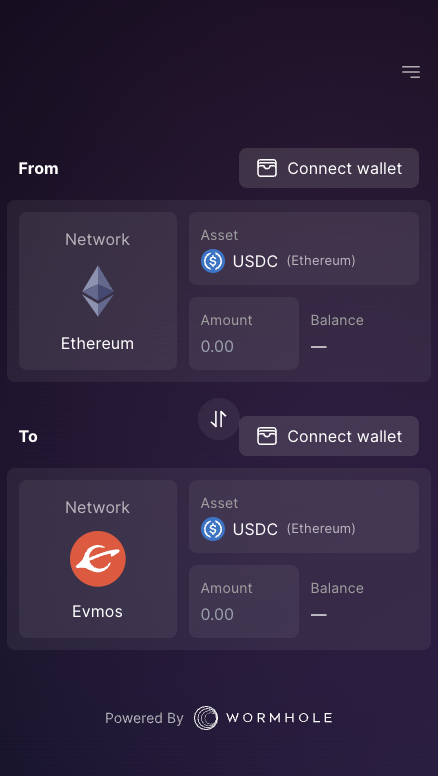 From
Connect wallet
Network
Ethereum
Asset
USDC (Ethereum)
Amount
0.00
Balance
—
To
Connect wallet
Network
Evmos
Asset
USDC (Ethereum)
Amount
0.00
Balance
—
Powered By WORMHOLE